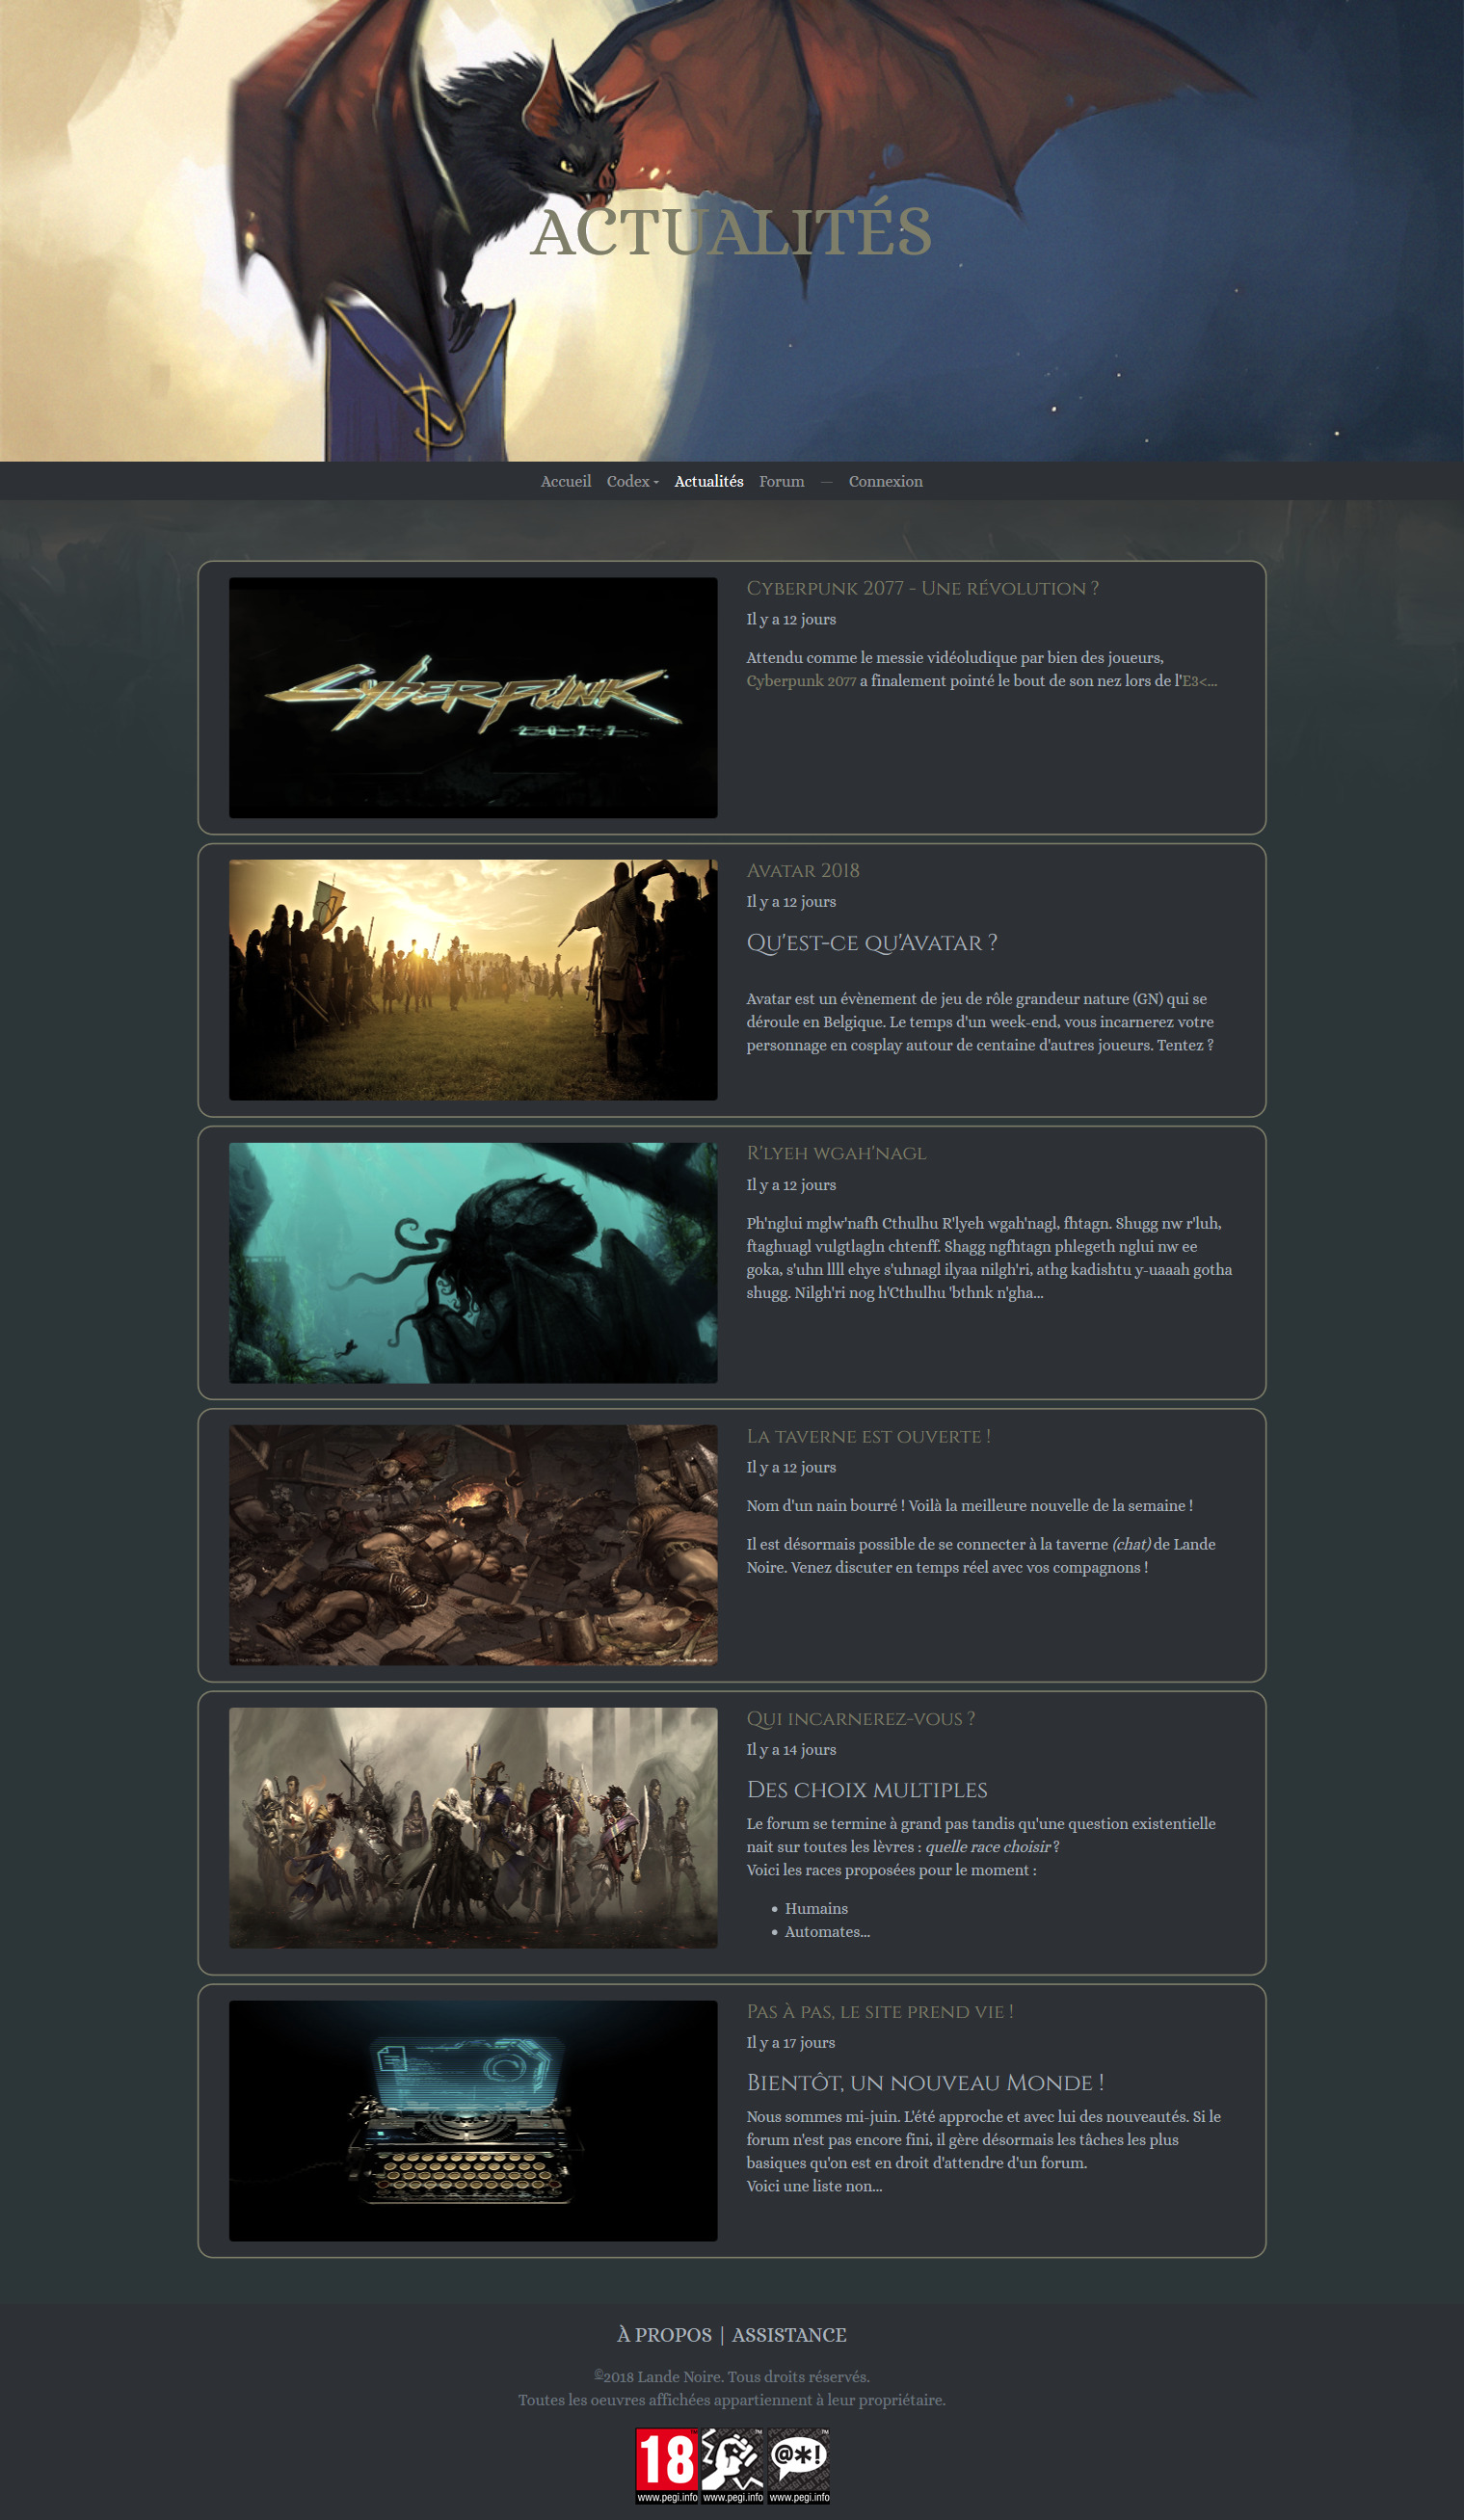 ACTUALITÉS
Accueil Codex Actualités Forum — Connexion
CYBERPUNK 2077
Cyberpunk 2077 - Une révolution ?
Il y a 12 jours
Attendu comme le messie vidéoludique par bien des joueurs,
Cyberpunk 2077 a finalement pointé le bout de son nez lors de l'E3<...
Avatar 2018
Il y a 12 jours
Qu'est-ce qu'Avatar ?
Avatar est un évènement de jeu de rôle grandeur nature (GN) qui se
déroule en Belgique. Le temps d'un week-end, vous incarnerez votre
personnage en cosplay autour de centaine d'autres joueurs. Tentez ?
R'lyeh wgah'nagl
Il y a 12 jours
Ph'nglui mglw'nafh Cthulhu R'lyeh wgah'nagl, fhtagn. Shugg nw r'luh,
ftaghuagl vulgtlagln chtenff. Shagg ngfhtagn phlegeth nglui nw ee
goka, s'uhn llll ehye s'uhnagl ilyaa nilgh'ri, athg kadishtu y-uaaah gotha
shugg. Nilgh'ri nog h'Cthulhu 'bthnk n'gha...
La taverne est ouverte !
Il y a 12 jours
Nom d'un nain bourré ! Voilà la meilleure nouvelle de la semaine !
Il est désormais possible de se connecter à la taverne (chat) de Lande
Noire. Venez discuter en temps réel avec vos compagnons !
Qui incarnerez-vous ?
Il y a 14 jours
Des choix multiples
Le forum se termine à grand pas tandis qu'une question existentielle
nait sur toutes les lèvres : quelle race choisir ?
Voici les races proposées pour le moment :
• Humains
• Automates...
Pas à pas, le site prend vie !
Il y a 17 jours
Bientôt, un nouveau Monde !
Nous sommes mi-juin. L'été approche et avec lui des nouveautés. Si le
forum n'est pas encore fini, il gère désormais les tâches les plus
basiques qu'on est en droit d'attendre d'un forum.
Voici une liste non...
À PROPOS | ASSISTANCE
©2018 Lande Noire. Tous droits réservés.
Toutes les oeuvres affichées appartiennent à leur propriétaire.
18 @*!
www.pegi.info www.pegi.info www.pegi.info